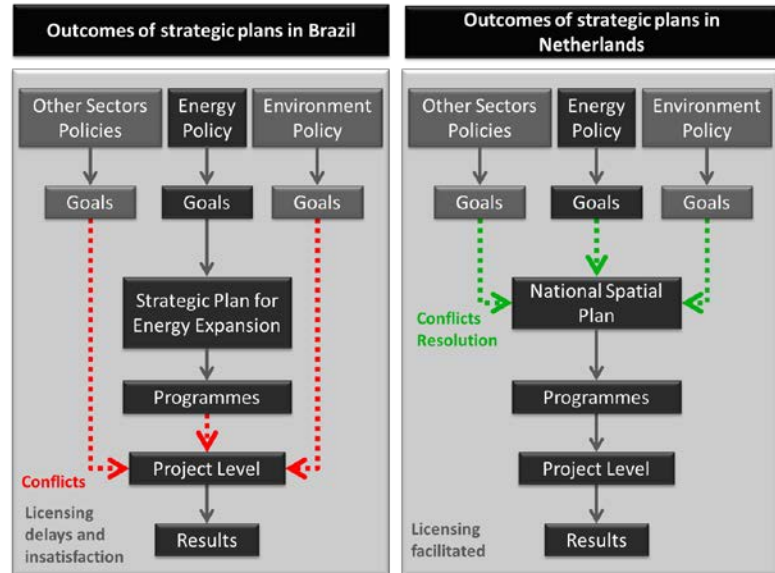 Outcomes of strategic plans in Brazil
Other Sectors
Policies
Energy
Policy
Environment
Policy
Goals
Goals
Goals
Strategic Plan for
Energy Expansion
Programmes
Project Level
Conflicts
Licensing
delays and
insatisfaction
Results
Outcomes of strategic plans in
Netherlands
Other Sectors
Policies
Energy
Policy
Environment
Policy
Goals
Goals
Goals
National Spatial
Plan
Conflicts
Resolution
Programmes
Project Level
Licensing
facilitated
Results